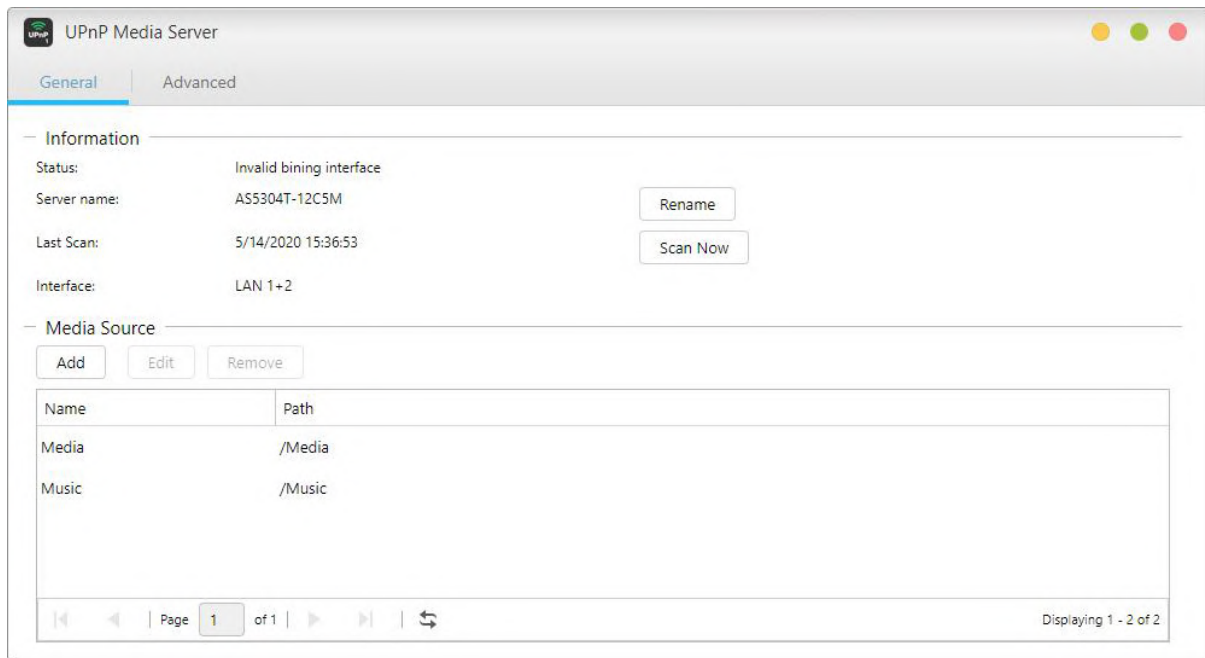 UPnP Media Server
General Advanced
Information
Status: Invalid bining interface
Server name: AS5304T-12C5M Rename
Last Scan: 5/14/2020 15:36:53 Scan Now
Interface: LAN 1+2
Media Source
Add Edit Remove
Name Path
Media /Media
Music /Music
Page 1 of 1 Displaying 1 - 2 of 2